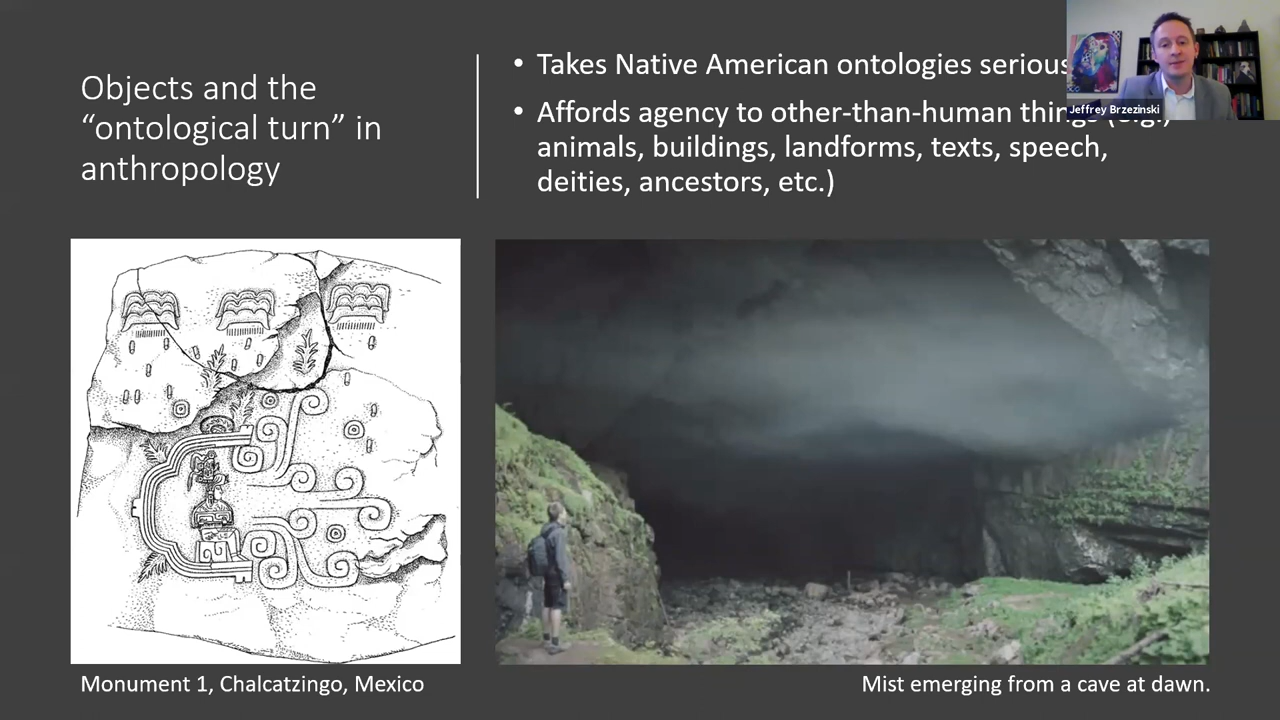 Objects and the
“ontological turn” in
anthropology
• Takes Native American ontologies serious
• Affords agency to other-than-human things
animals, buildings, landforms, texts, speech,
deities, ancestors, etc.)
Jeffrey Brzezinski
Monument 1, Chalcatzingo, Mexico
Mist emerging from a cave at dawn.